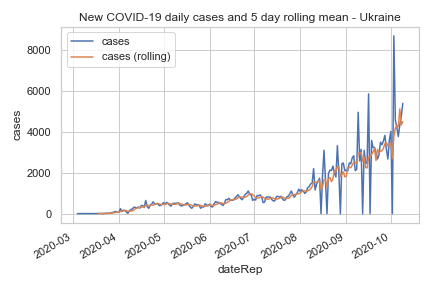 New COVID-19 daily cases and 5 day rolling mean - Ukraine
cases
cases (rolling)
8000
6000
4000
2000
0
cases
2020-03
2020-04
2020-05
2020-06
2020-07
2020-08
2020-09
2020-10
dateRep